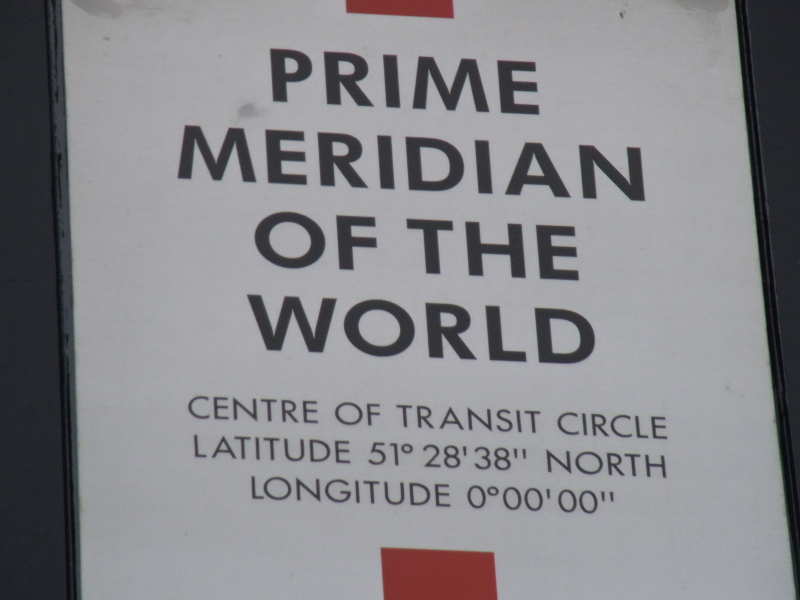 PRIME
MERIDIAN
OF THE
WORLD
CENTRE OF TRANSIT CIRCLE
LATITUDE 51° 28'38" NORTH
LONGITUDE 0°00'00"